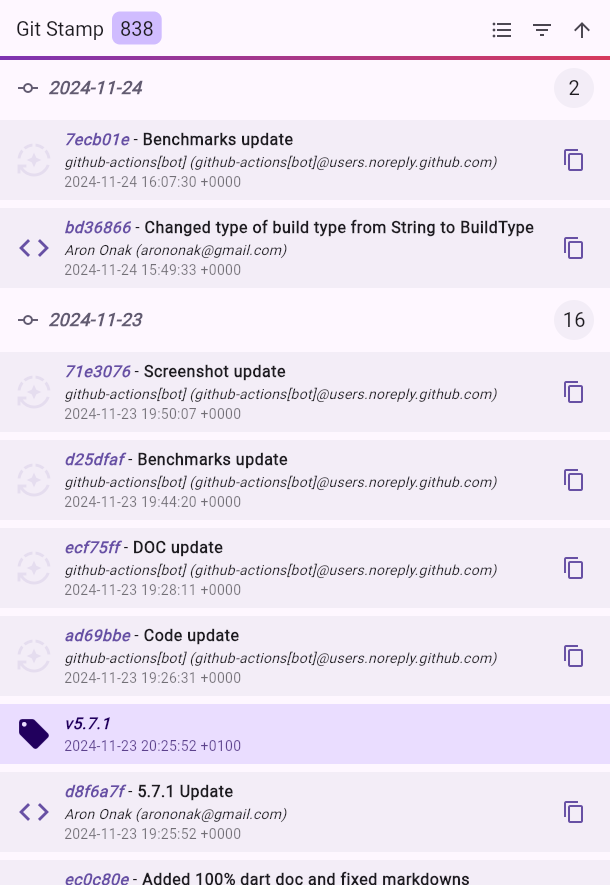 Git Stamp 838
2024-11-24 2
7ecb01e - Benchmarks update
github-actions[bot] (github-actions[bot]@users.noreply.github.com)
2024-11-24 16:07:30 +0000
bd36866 - Changed type of build type from String to BuildType
Aron Onak (arononak@gmail.com)
2024-11-24 15:49:33 +0000
2024-11-23 16
71e3076 - Screenshot update
github-actions[bot] (github-actions[bot]@users.noreply.github.com)
2024-11-23 19:50:07 +0000
d25dfaf - Benchmarks update
github-actions[bot] (github-actions[bot]@users.noreply.github.com)
2024-11-23 19:44:20 +0000
ecf75ff - DOC update
github-actions[bot] (github-actions[bot]@users.noreply.github.com)
2024-11-23 19:28:11 +0000
ad69bbe - Code update
github-actions[bot] (github-actions[bot]@users.noreply.github.com)
2024-11-23 19:26:31 +0000
v5.7.1
2024-11-23 20:25:52 +0100
d8f6a7f - 5.7.1 Update
Aron Onak (arononak@gmail.com)
2024-11-23 19:25:52 +0000
ec0c80e - Added 100% dart doc and fixed markdowns